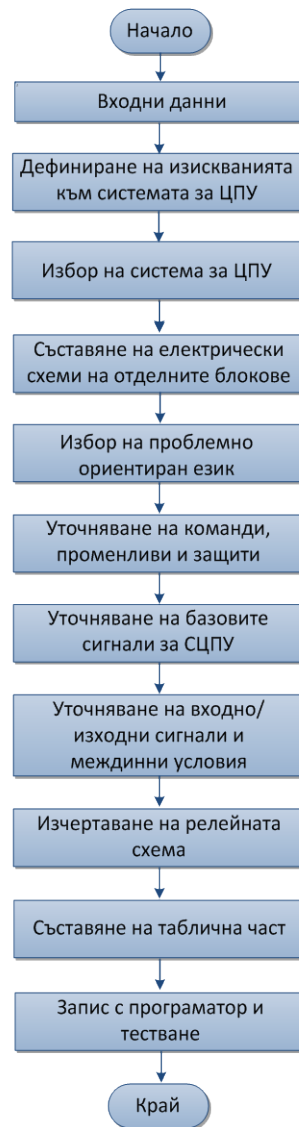 Начало
Входни данни
Дефиниране на изискванията
към системата за ЦПУ
Избор на система за ЦПУ
Съставяне на електрически
схеми на отделните блокове
Избор на проблемно
ориентиран език
Уточняване на команди,
променливи и защити
Уточняване на базовите
сигнали за СЦПУ
Уточняване на входно/
изходни сигнали и
междинни условия
Изчертаване на релейната
схема
Съставяне на таблична част
Запис с програматор и
тестване
Край